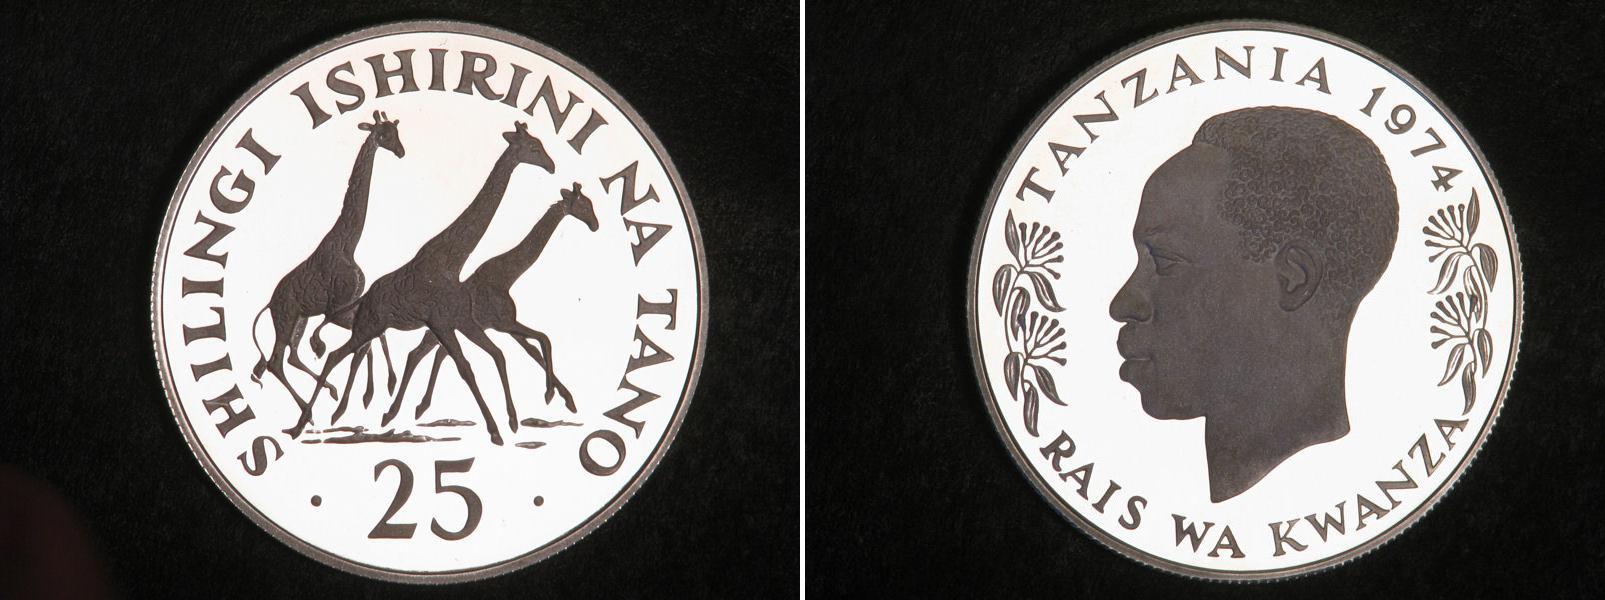 SHILINGI ISHIRINI NA TANO
25
TANZANIA 1974
RAIS WA KWANZA